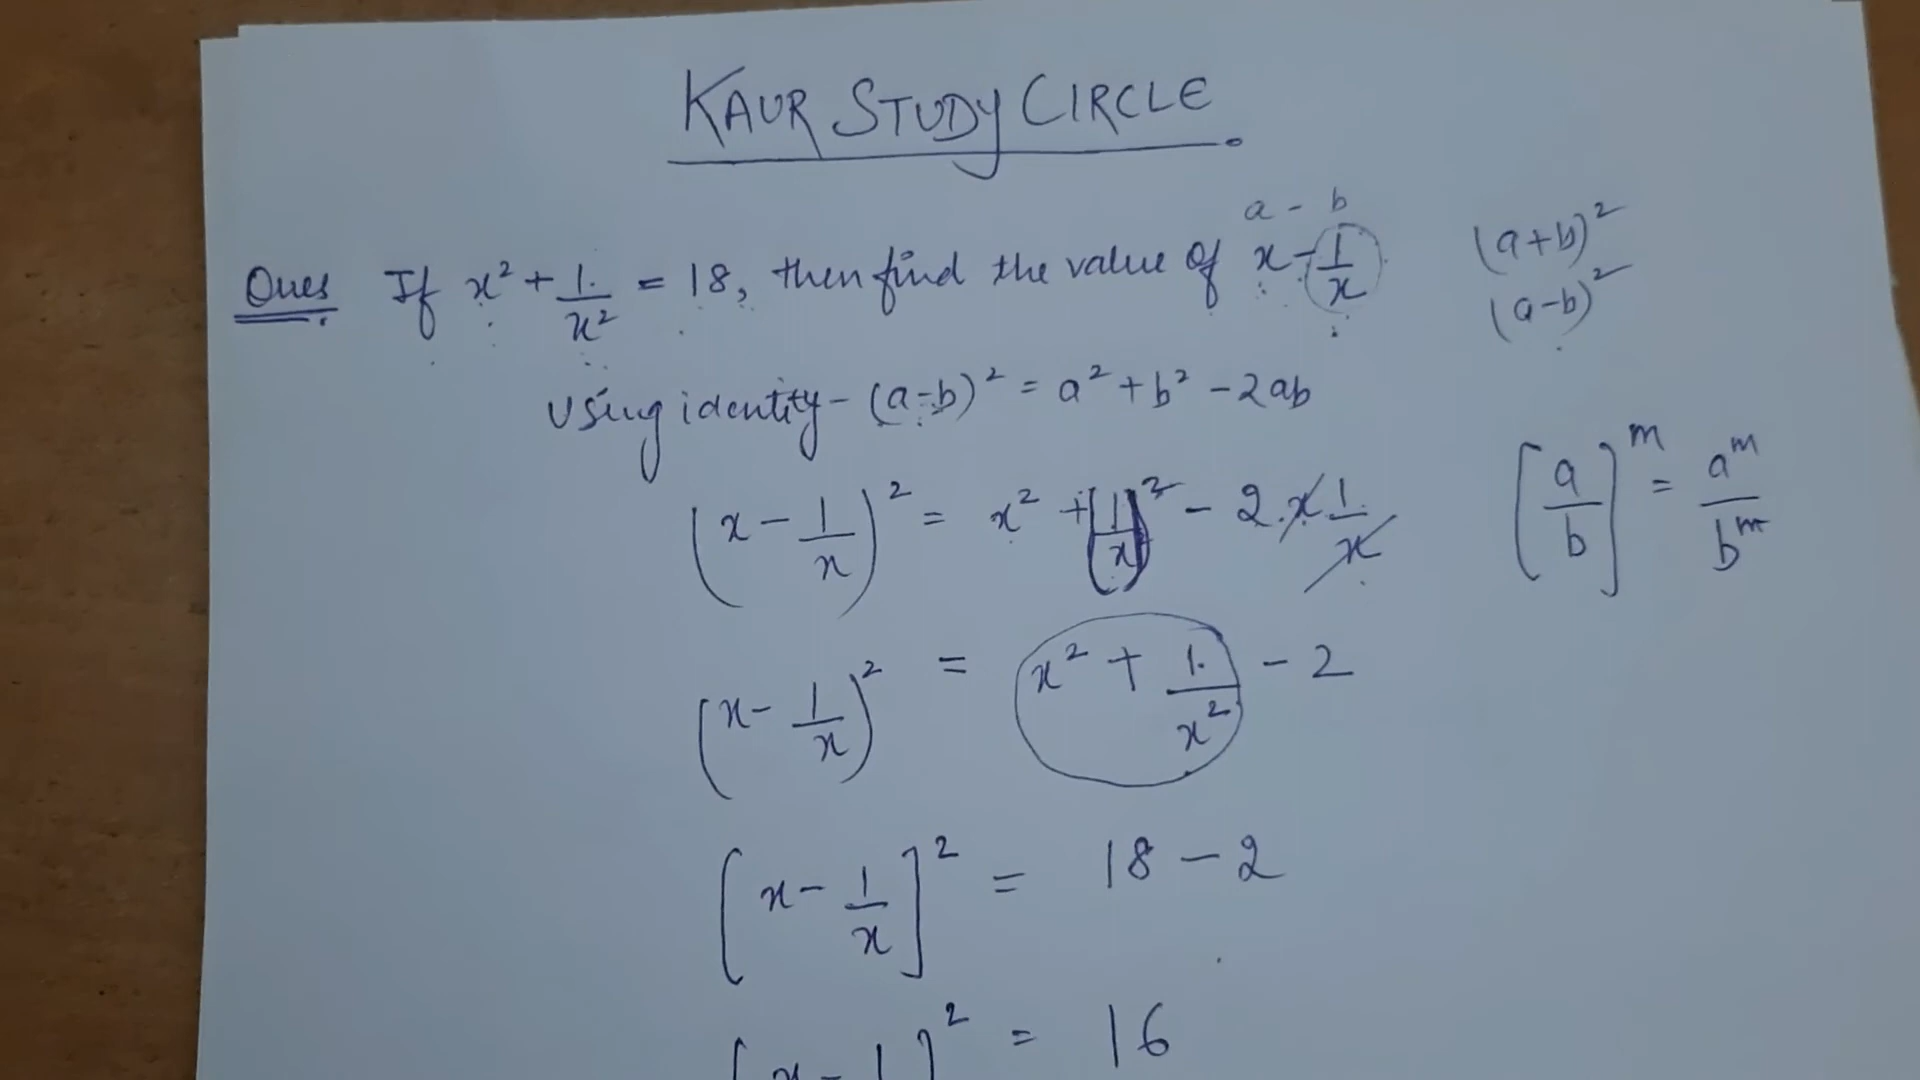 KAUR STUDY CIRCLE.
a - b
Ques If x² + 1/x² = 18, then find the value of x - 1/x
(a+b)²
(a-b)²
Using identity - (a-b)² = a² + b² - 2ab
(x - 1/x)² = x² + (1/x)² - 2.x 1/x
[a/b]^m = a^m/b^m
(x - 1/x)² = x² + 1/x² - 2
[x - 1/x]² = 18 - 2
[x - 1 ]² = 16